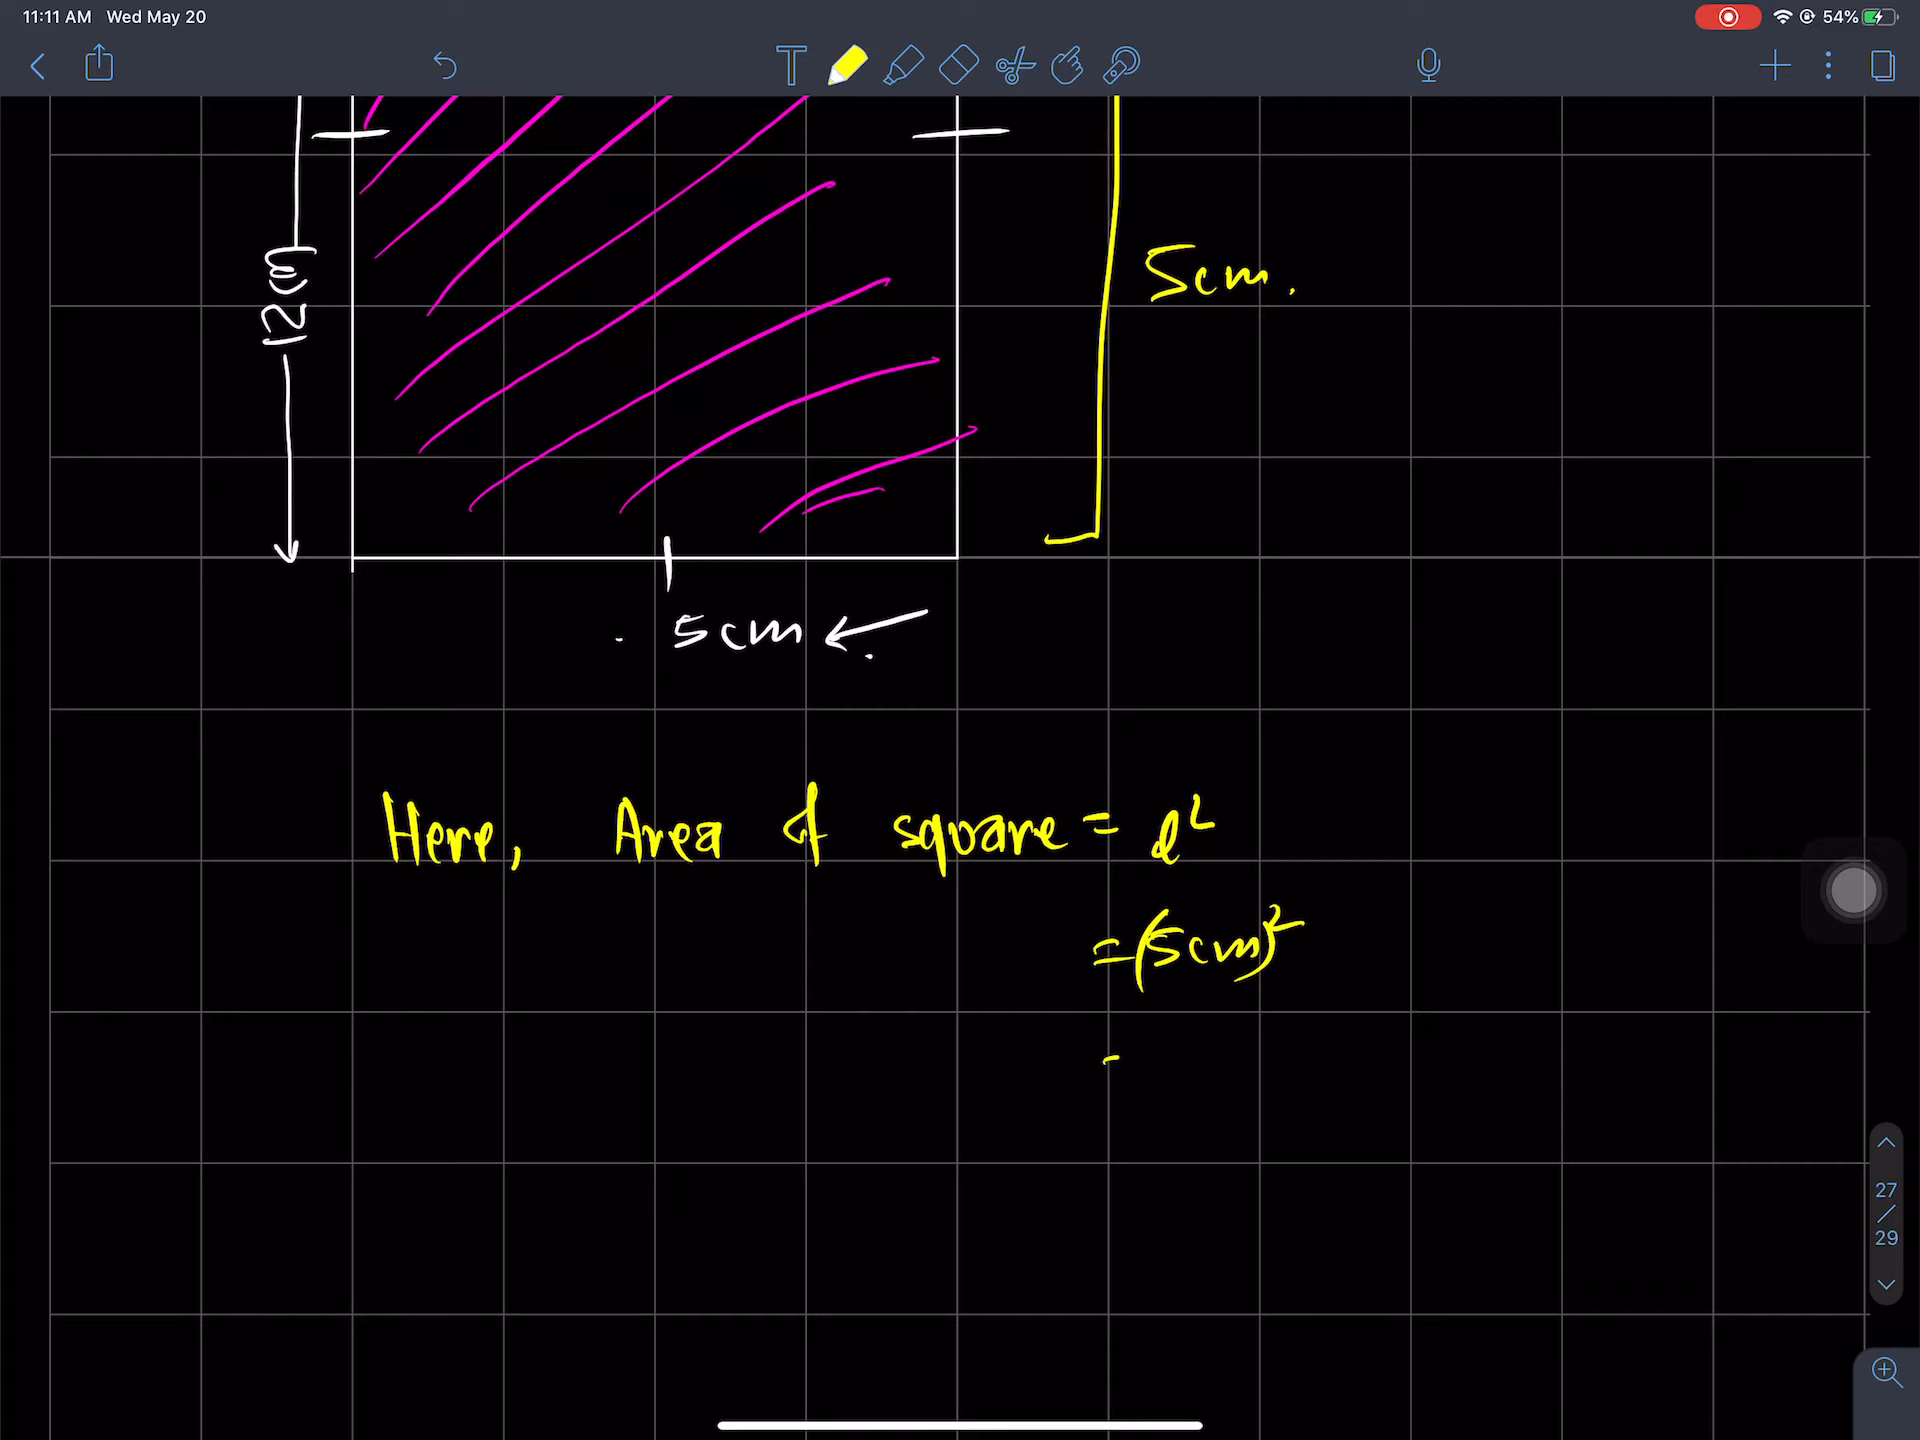 11:11 AM Wed May 20 54%
12cm
5cm.
5cm
Here, Area of square = l²
= (5cm)²
=
27
/
29